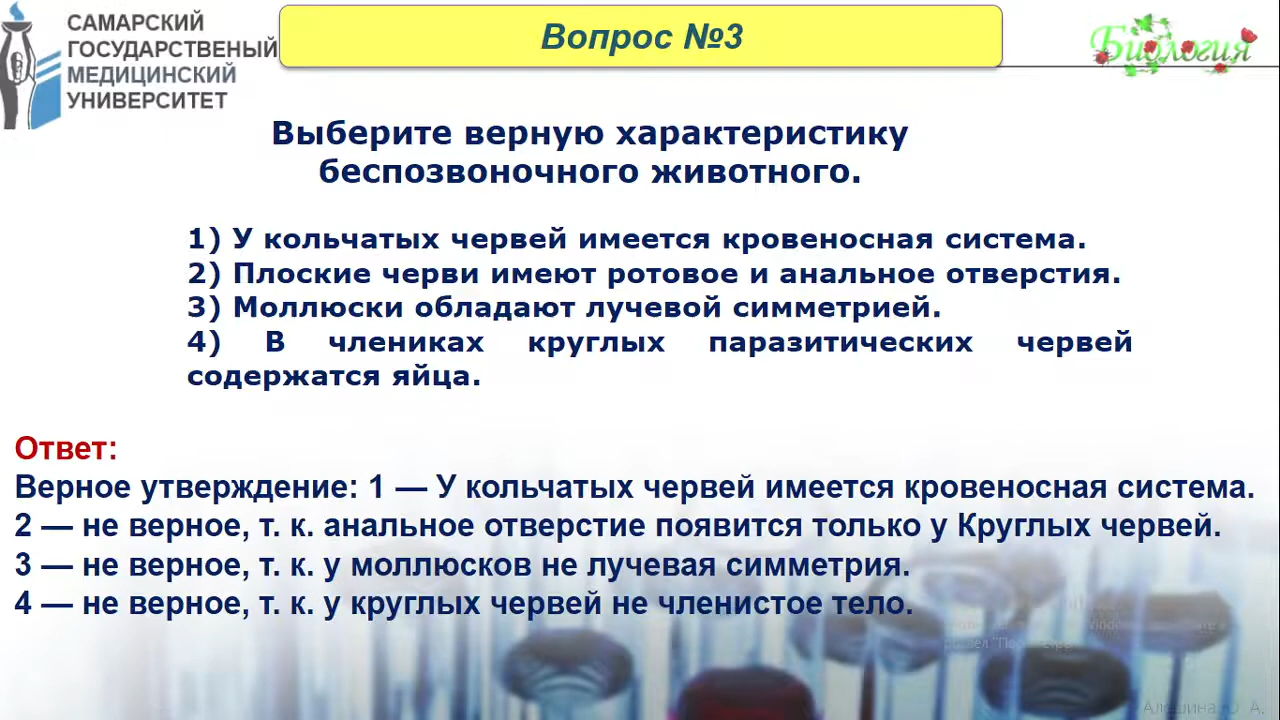 САМАРСКИЙ
ГОСУДАРСТВЕНЫЙ
МЕДИЦИНСКИЙ
УНИВЕРСИТЕТ
Вопрос №3
Биология
Выберите верную характеристику
беспозвоночного животного.
1) У кольчатых червей имеется кровеносная система.
2) Плоские черви имеют ротовое и анальное отверстия.
3) Моллюски обладают лучевой симметрией.
4) В члениках круглых паразитических червей
содержатся яйца.
Ответ:
Верное утверждение: 1 — У кольчатых червей имеется кровеносная система.
2 — не верное, т. к. анальное отверстие появится только у Круглых червей.
3 — не верное, т. к. у моллюсков не лучевая симметрия.
4 — не верное, т. к. у круглых червей не членистое тело.
Алешина Ю. А.